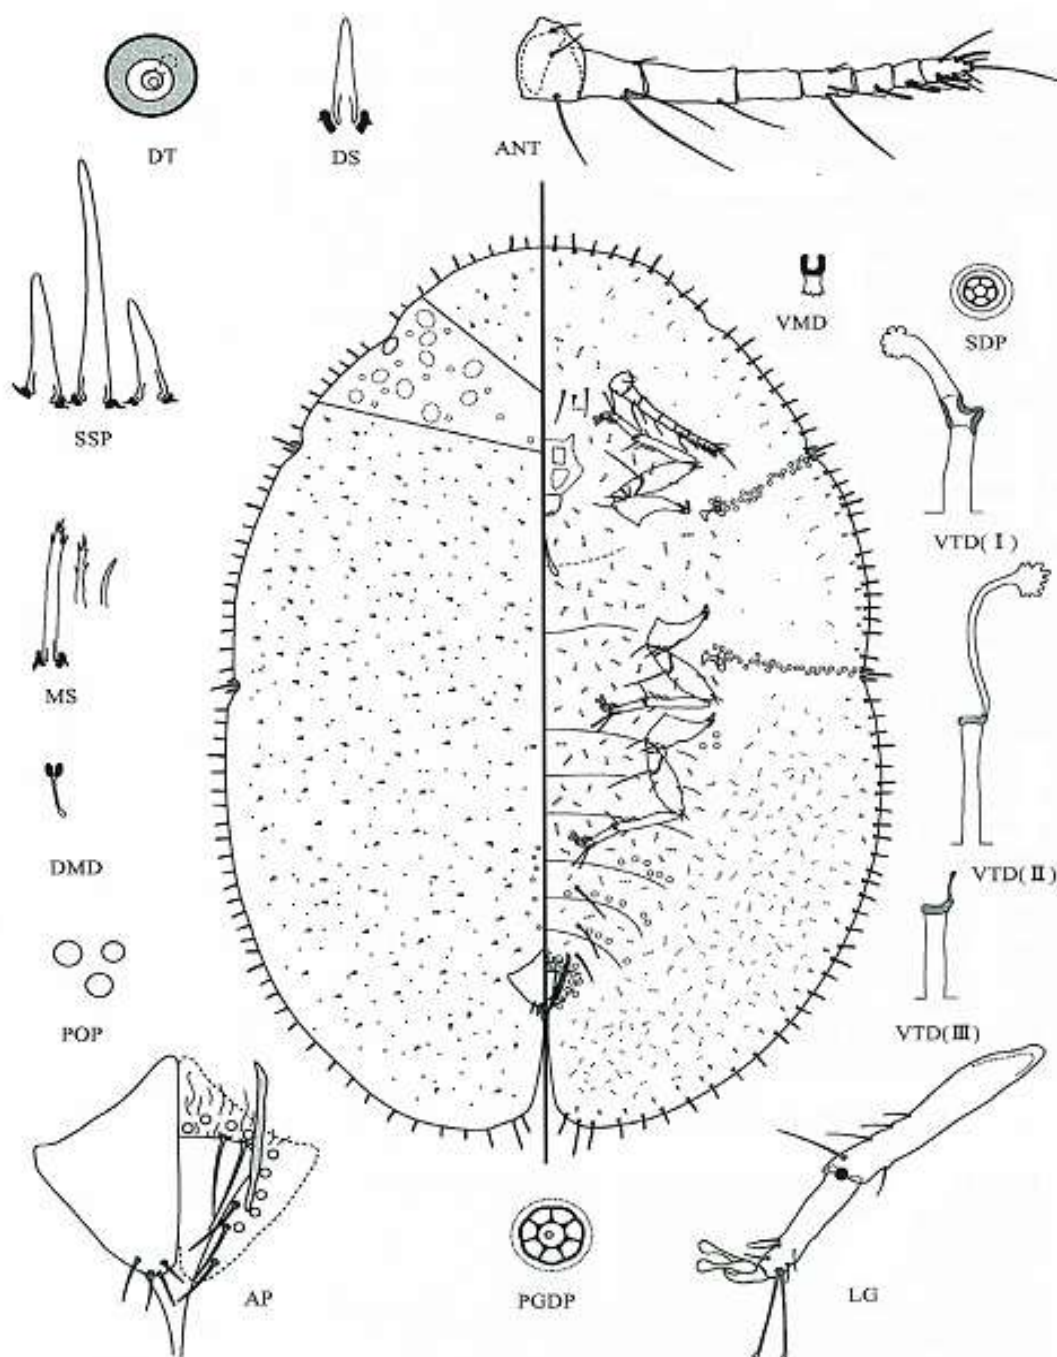 DT
DS
ANT
VMD
SDP
SSP
VTD(Ⅰ)
MS
DMD
VTD(Ⅱ)
POP
VTD(Ⅲ)
AP
PGDP
LG